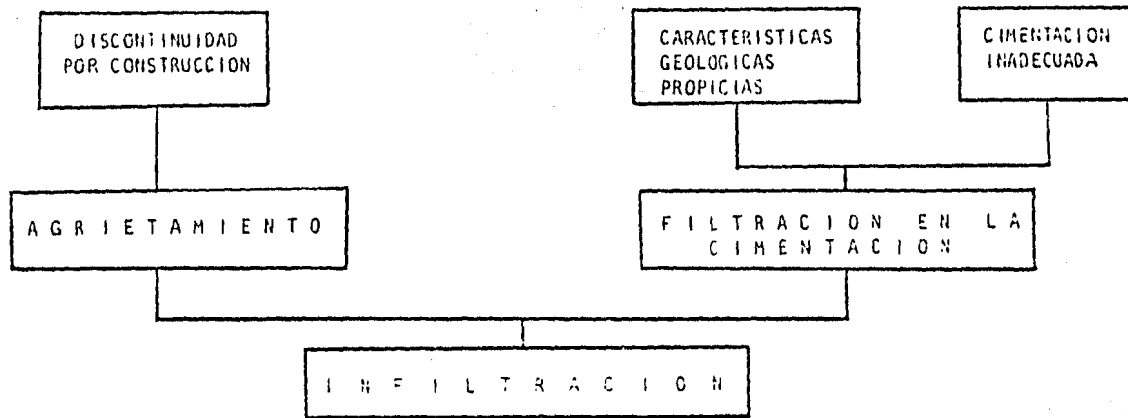 DISCONTINUIDAD
POR CONSTRUCCION
CARACTERISTICAS
GEOLOGICAS
PROPICIAS
CIMENTACION
INADECUADA
AGRIETAMIENTO
FILTRACION EN LA
CIMENTACION
INFILTRACION